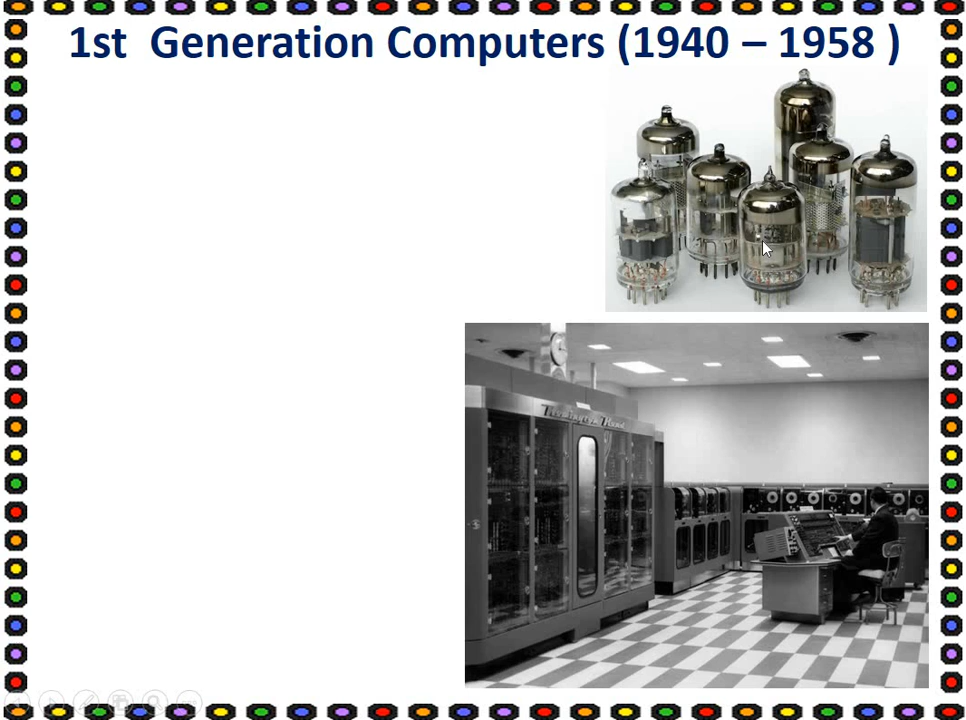 1st  Generation Computers (1940 – 1958 )